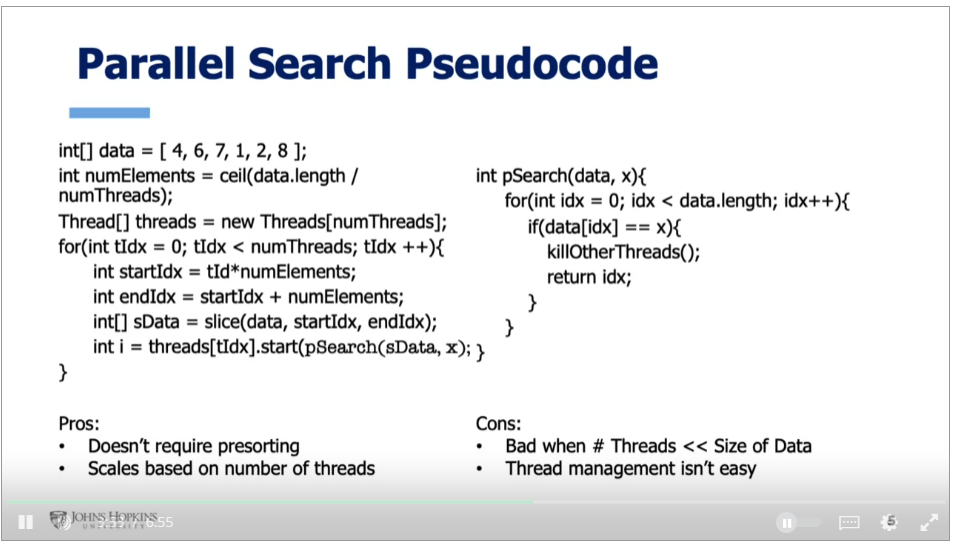 Parallel Search Pseudocode
int[] data = [ 4, 6, 7, 1, 2, 8 ];
int numElements = ceil(data.length /
numThreads);
Thread[] threads = new Threads[numThreads];
for(int tIdx = 0; tIdx < numThreads; tIdx ++){
int startIdx = tId*numElements;
int endIdx = startIdx + numElements;
int[] sData = slice(data, startIdx, endIdx);
int i = threads[tIdx].start(pSearch(sData, x);
}
int pSearch(data, x){
for(int idx = 0; idx < data.length; idx++){
if(data[idx] == x){
killOtherThreads();
return idx;
}
}
}
Pros:
• Doesn't require presorting
• Scales based on number of threads
Cons:
• Bad when # Threads << Size of Data
• Thread management isn't easy
JOHNS HOPKINS
UNIVERSITY
6:55
5